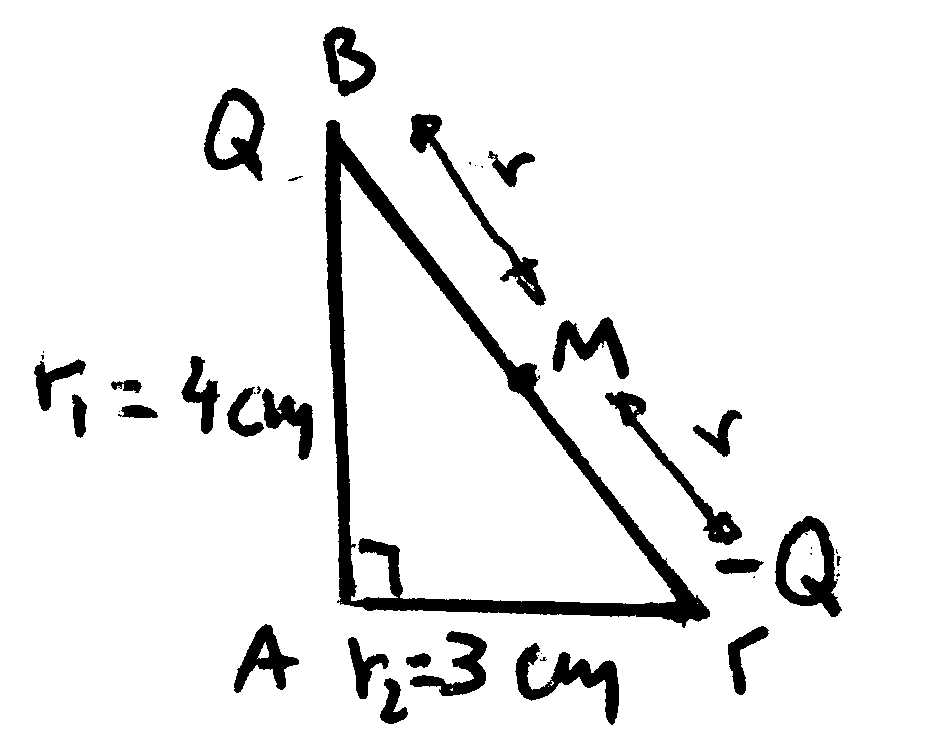 B
Q
r
M
r₁ = 4cm
r
-Q
A r₂=3 cm Γ